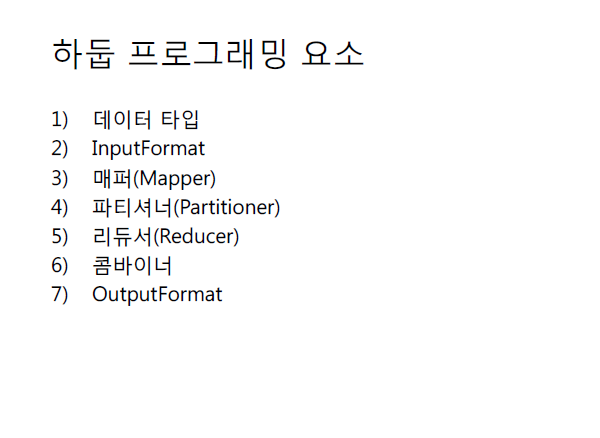 하둡 프로그래밍 요소
1) 데이터 타입
2) InputFormat
3) 매퍼(Mapper)
4) 파티셔너(Partitioner)
5) 리듀서(Reducer)
6) 콤바이너
7) OutputFormat